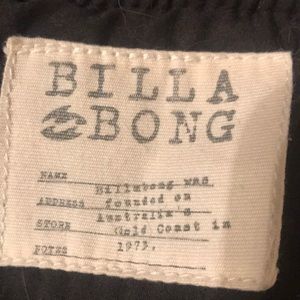 BILLA
BONG
NAME Billabong was
ADDRESS founded on
Australia's
STORE Gold Coast in
NOTES 1973.